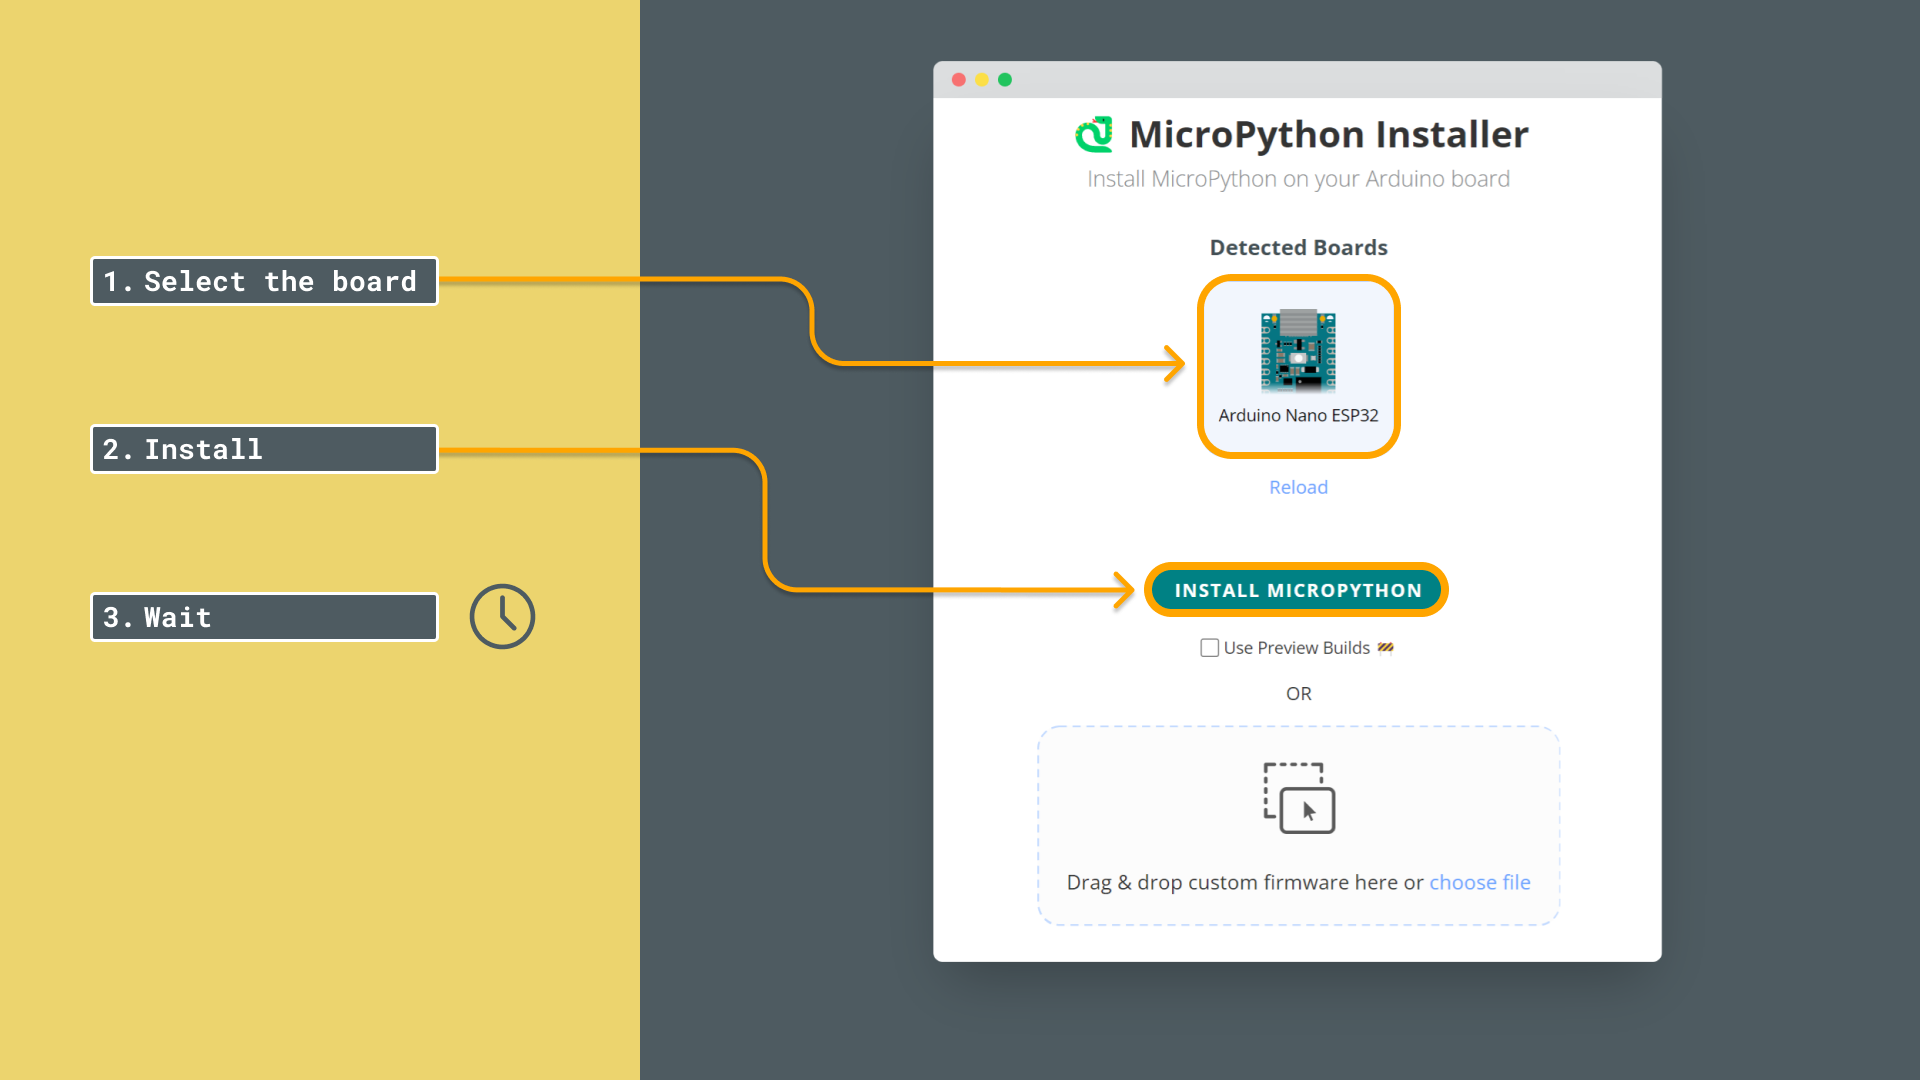 1. Select the board
2. Install
3. Wait
MicroPython Installer
Install MicroPython on your Arduino board
Detected Boards
Arduino Nano ESP32
Reload
INSTALL MICROPYTHON
Use Preview Builds 🚧
OR
Drag & drop custom firmware here or choose file